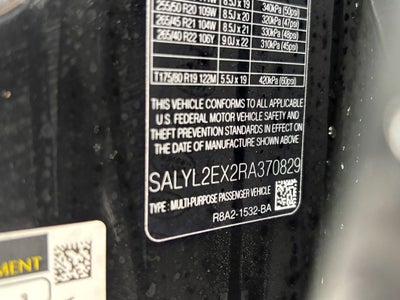 255/50 R20 109W 8.5J x 20 340kPa (50psi)
265/45 R21 104W 8.5J x 21 320kPa (47psi)
265/40 R22 106Y 9.0J x 22 330kPa (48psi)
310kPa (45psi)
T175/80 R19 122M 5.5J x 19 420kPa (60psi)
THIS VEHICLE CONFORMS TO ALL APPLICABLE
U.S. FEDERAL MOTOR VEHICLE SAFETY AND
THEFT PREVENTION STANDARDS IN EFFECT ON
THE DATE OF MANUFACTURE SHOWN ABOVE
SALYL2EX2RA370829
TYPE : MULTI-PURPOSE PASSENGER VEHICLE
R8A2-1532-BA
MENT